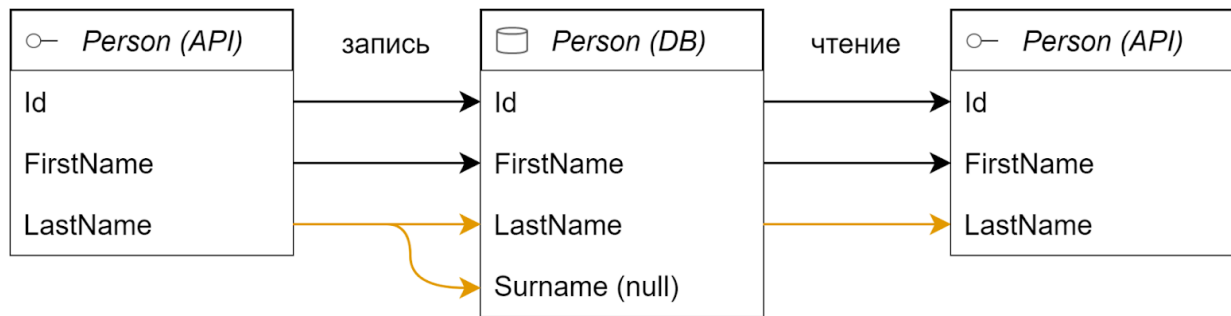 Person (API)
запись
Person (DB)
чтение
Person (API)
Id
Id
Id
FirstName
FirstName
FirstName
LastName
LastName
LastName
Surname (null)